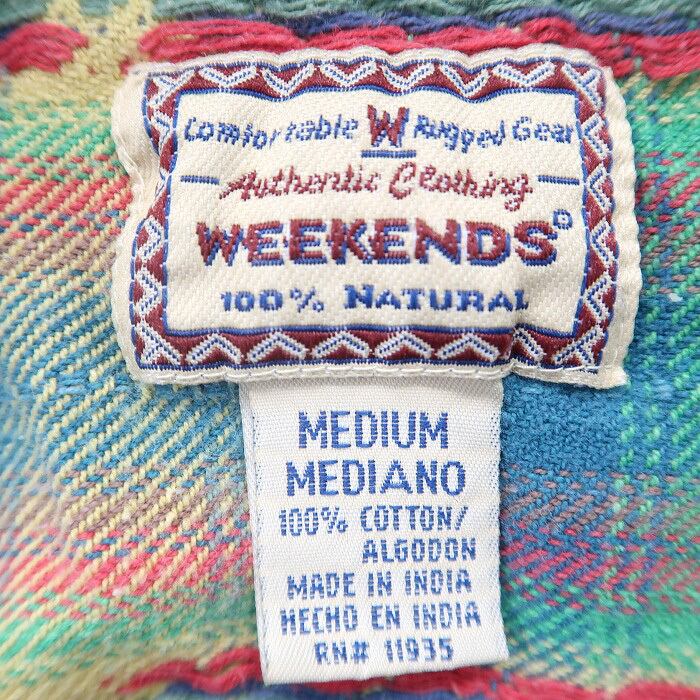 Comfortable W Rugged Gear
Authentic Clothing
WEEKENDS
100% NATURAL
MEDIUM
MEDIANO
100% COTTON/
ALGODON
MADE IN INDIA
HECHO EN INDIA
RN# 11935